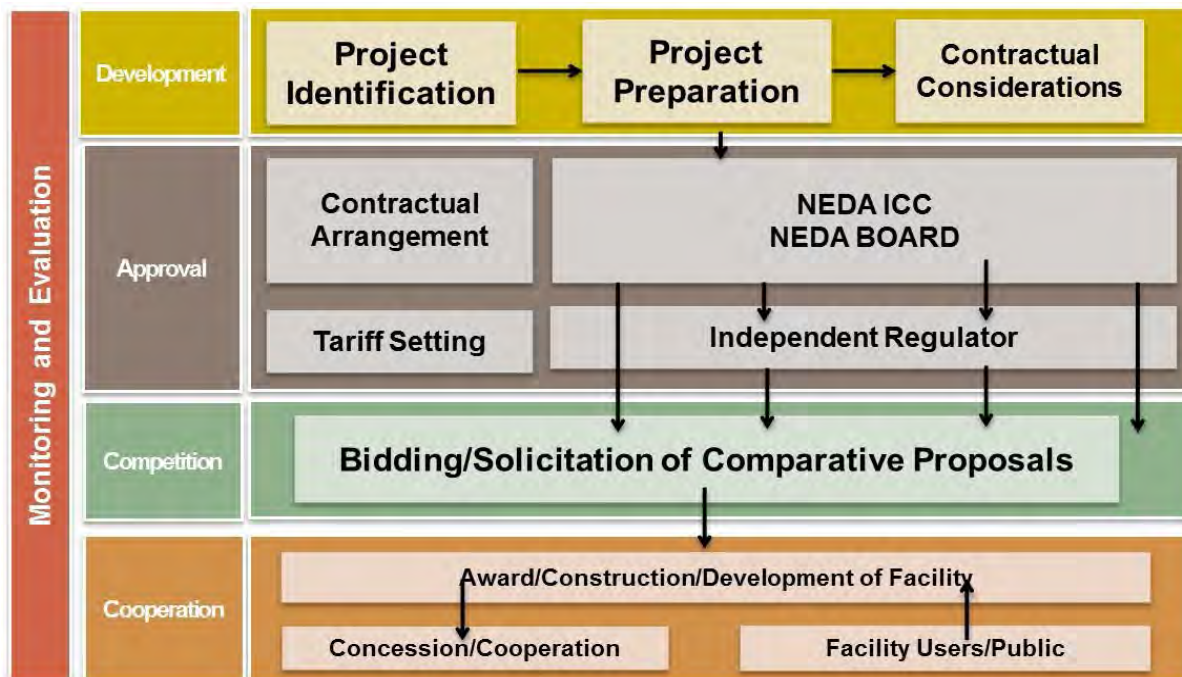 Monitoring and Evaluation
Development
Project
Identification
Project
Preparation
Contractual
Considerations
Approval
Contractual
Arrangement
NEDA ICC
NEDA BOARD
Tariff Setting
Independent Regulator
Competition
Bidding/Solicitation of Comparative Proposals
Cooperation
Award/Construction/Development of Facility
Concession/Cooperation
Facility Users/Public